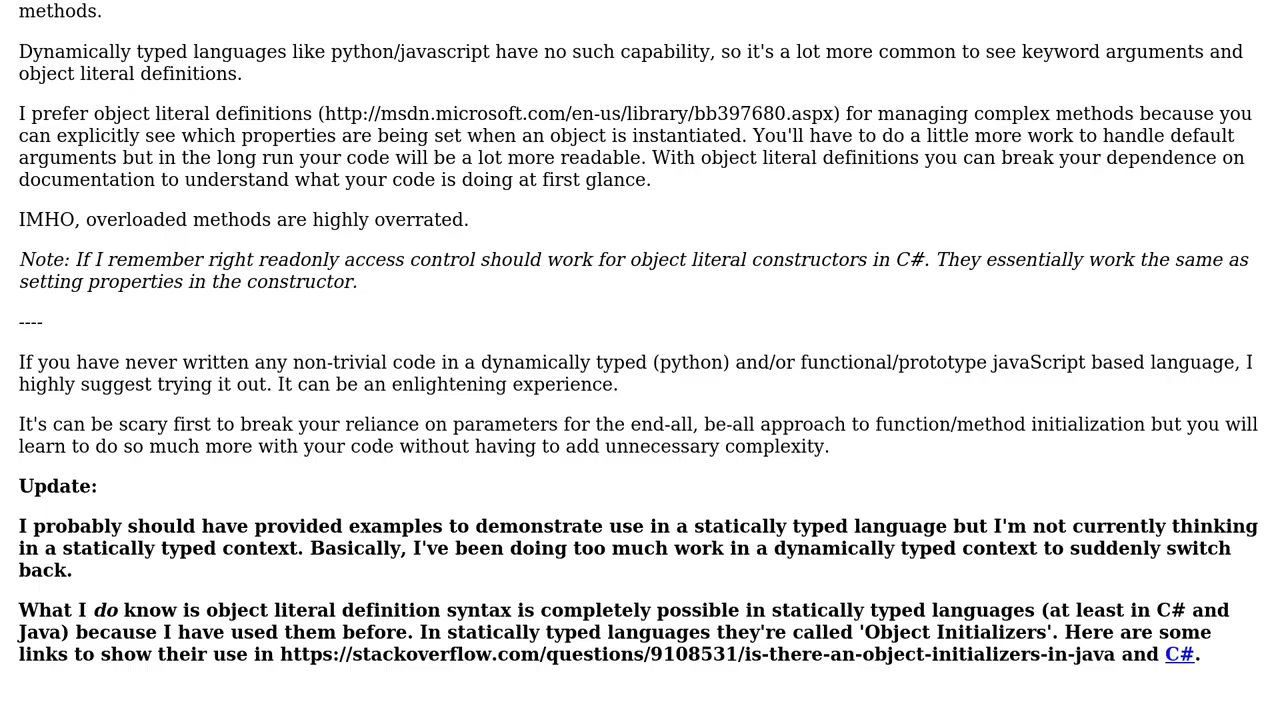 methods.
Dynamically typed languages like python/javascript have no such capability, so it's a lot more common to see keyword arguments and
object literal definitions.
I prefer object literal definitions (http://msdn.microsoft.com/en-us/library/bb397680.aspx) for managing complex methods because you
can explicitly see which properties are being set when an object is instantiated. You'll have to do a little more work to handle default
arguments but in the long run your code will be a lot more readable. With object literal definitions you can break your dependence on
documentation to understand what your code is doing at first glance.
IMHO, overloaded methods are highly overrated.
Note: If I remember right readonly access control should work for object literal constructors in C#. They essentially work the same as
setting properties in the constructor.
----
If you have never written any non-trivial code in a dynamically typed (python) and/or functional/prototype javaScript based language, I
highly suggest trying it out. It can be an enlightening experience.
It's can be scary first to break your reliance on parameters for the end-all, be-all approach to function/method initialization but you will
learn to do so much more with your code without having to add unnecessary complexity.
Update:
I probably should have provided examples to demonstrate use in a statically typed language but I'm not currently thinking
in a statically typed context. Basically, I've been doing too much work in a dynamically typed context to suddenly switch
back.
What I do know is object literal definition syntax is completely possible in statically typed languages (at least in C# and
Java) because I have used them before. In statically typed languages they're called 'Object Initializers'. Here are some
links to show their use in https://stackoverflow.com/questions/9108531/is-there-an-object-initializers-in-java and C#.